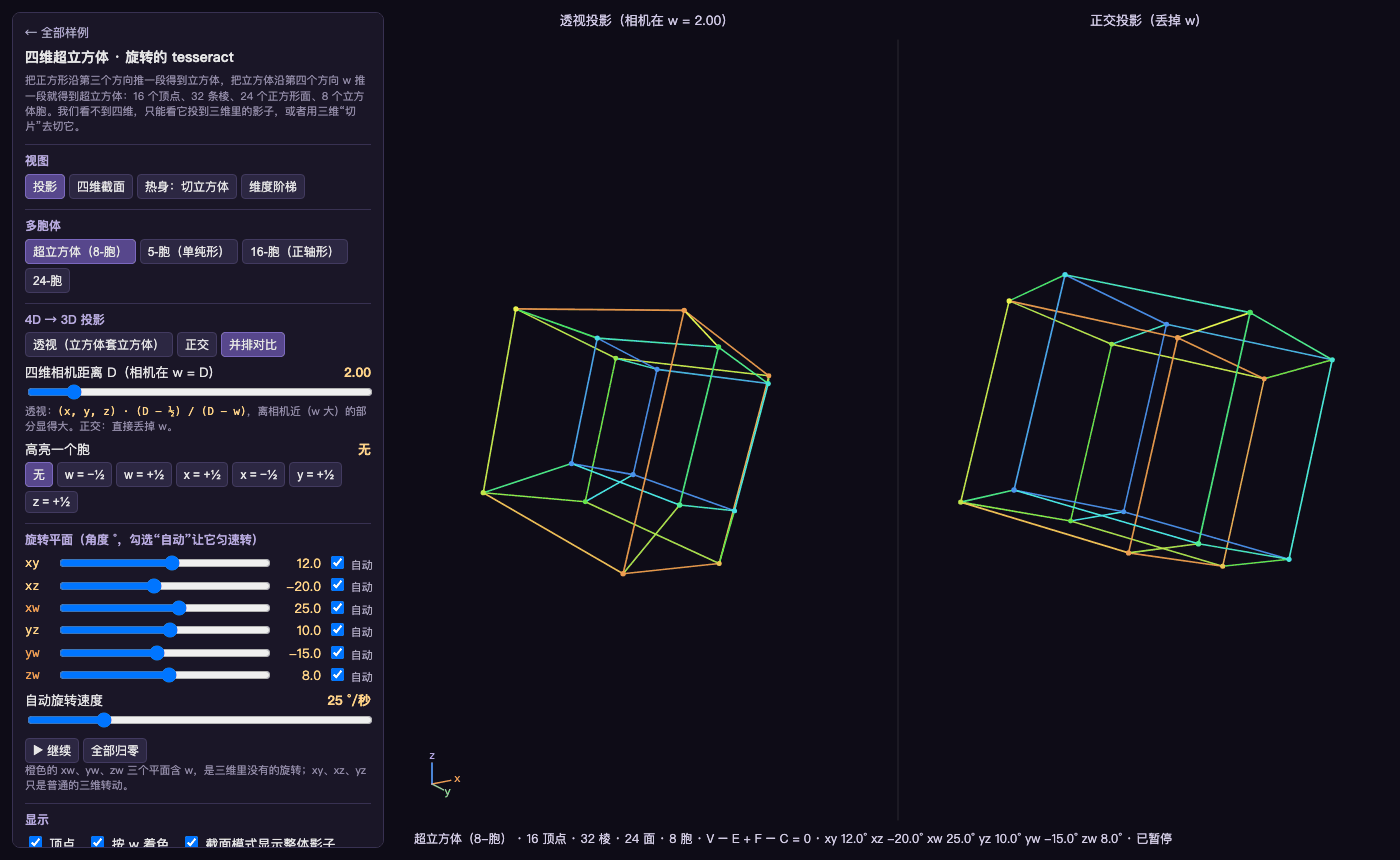 ← 全部样例
四维超立方体 · 旋转的 tesseract
把正方形沿第三个方向推一段得到立方体，把立方体沿第四个方向 w 推
一段就得到超立方体：16 个顶点、32 条棱、24 个正方形面、8 个立方
体胞。我们看不到四维，只能看它投到三维里的影子，或者用三维“切
片”去切它。
视图
投影 四维截面 热身：切立方体 维度阶梯
多胞体
超立方体（8-胞） 5-胞（单纯形） 16-胞（正轴形）
24-胞
4D → 3D 投影
透视（立方体套立方体） 正交 并排对比
四维相机距离 D（相机在 w = D） 2.00
透视：(x, y, z) · (D − ½) / (D − w)，离相机近（w 大）的部
分显得大。正交：直接丢掉 w。
高亮一个胞 无
无 w = −½ w = +½ x = +½ x = −½ y = +½
z = +½
旋转平面（角度 °，勾选“自动”让它匀速转）
xy 12.0 自动
xz −20.0 自动
xw 25.0 自动
yz 10.0 自动
yw −15.0 自动
zw 8.0 自动
自动旋转速度 25 °/秒
▶ 继续 全部归零
橙色的 xw、yw、zw 三个平面含 w，是三维里没有的旋转；xy、xz、yz
只是普通的三维转动。
显示
顶点 按 w 着色 截面模式显示整体影子
透视投影（相机在 w = 2.00）
正交投影（丢掉 w）
z
x
y
超立方体（8-胞） · 16 顶点 · 32 棱 · 24 面 · 8 胞 · V − E + F − C = 0 · xy 12.0° xz −20.0° xw 25.0° yz 10.0° yw −15.0° zw 8.0° · 已暂停